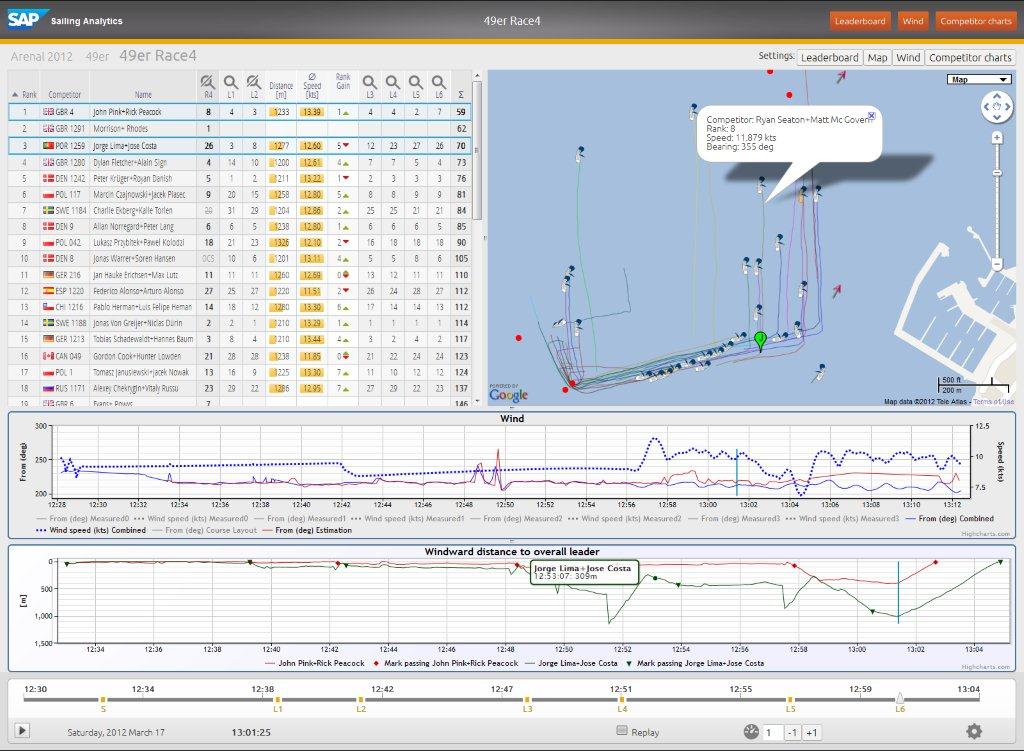 SAP Sailing Analytics
49er Race4
Leaderboard Wind Competitor charts
Arenal 2012 49er 49er Race4
Settings: Leaderboard Map Wind Competitor charts
Rank Competitor Name R4 L1 L2 Distance [m] Ø Speed [kts] Rank Gain L3 L4 L5 L6 Σ
1 GBR 4 John Pink+Rick Peacock 8 4 3 1233 13.39 1 4 4 2 7 59
2 GBR 1291 Morrison+ Rhodes 1 62
3 POR 1259 Jorge Lima+Jose Costa 26 3 8 1277 12.60 5 12 23 27 26 70
4 GBR 1280 Dylan Fletcher+Alain Sign 4 14 10 1200 12.61 4 7 7 5 4 73
5 DEN 1242 Peter Krüger+Royan Danish 5 1 2 1211 13.22 1 2 3 3 3 76
6 POL 117 Marcin Czajnowski+Jacek Piasec 9 20 15 1258 12.80 5 8 8 9 9 81
7 SWE 1184 Charlie Ekberg+Kalle Torlen 20 31 29 1204 12.86 2 25 21 21 21 84
8 DEN 9 Allan Norregard+Peter Lang 6 6 5 1238 12.80 1 6 6 6 5 85
9 POL 042 Lukasz Przybitek+Pawel Kolodzi 18 21 23 1326 12.10 2 16 18 18 18 90
10 DEN 8 Jonas Warrer+Soren Hansen OCS 10 6 1201 13.11 4 5 5 8 6 105
11 GER 216 Jan Hauke Erichsen+Max Lutz 11 11 11 1260 12.69 0 13 12 11 11 110
12 ESP 1220 Federico Alonso+Arturo Alonso 27 25 27 1220 11.51 2 26 24 28 27 112
13 CHI 1216 Pablo Herman+Luis Felipe Heman 14 18 12 1280 13.30 6 17 14 14 13 112
14 SWE 1188 Jonas Von Greijer+Niclas Dürin 2 2 1 1210 13.29 1 1 1 1 1 114
15 GER 1213 Tobias Schadewaldt+Hannes Baum 3 8 4 1210 13.44 1 3 2 4 2 117
16 CAN 049 Gordon Cook+Hunter Lowden 21 28 28 1238 11.85 0 21 22 24 24 123
17 POL 1 Tomasz Janusiewski+Jacek Nowak 13 16 9 1225 13.30 7 11 10 12 12 124
18 RUS 1171 Alexey Cheknygin+Vitaly Russu 23 29 22 1286 12.95 7 27 29 22 23 137
19 GBR 6 Evans+ Powys 7 146
Map
Competitor: Ryan Seaton+Matt Mc Govern
Rank: 8
Speed: 11.879 kts
Bearing: 355 deg
500 ft
200 m
POWERED BY
Google
Map data ©2012 Tele Atlas - Terms of Use
Wind
From (deg)
300
250
200
12.5
10
7.5
Speed (kts)
12:28 12:30 12:32 12:34 12:36 12:38 12:40 12:42 12:44 12:46 12:48 12:50 12:52 12:54 12:56 12:58 13:00 13:02 13:04 13:06 13:08 13:10 13:12
From (deg) Measured0 Wind speed (kts) Measured0 From (deg) Measured1 Wind speed (kts) Measured1 From (deg) Measured2 Wind speed (kts) Measured2 From (deg) Measured3 Wind speed (kts) Measured3 From (deg) Combined
Wind speed (kts) Combined From (deg) Course Layout From (deg) Estimation
Highcharts.com
Windward distance to overall leader
[m]
0
500
1,000
1,500
Jorge Lima+Jose Costa
12:53:07: 309m
12:34 12:36 12:38 12:40 12:42 12:44 12:46 12:48 12:50 12:52 12:54 12:56 12:58 13:00 13:02 13:04
John Pink+Rick Peacock Mark passing John Pink+Rick Peacock Jorge Lima+Jose Costa Mark passing Jorge Lima+Jose Costa
Highcharts.com
12:30 12:34 12:38 12:42 12:47 12:51 12:55 12:59 13:04
S L1 L2 L3 L4 L5 L6
Saturday, 2012 March 17 13:01:25 Replay 1 -1 +1